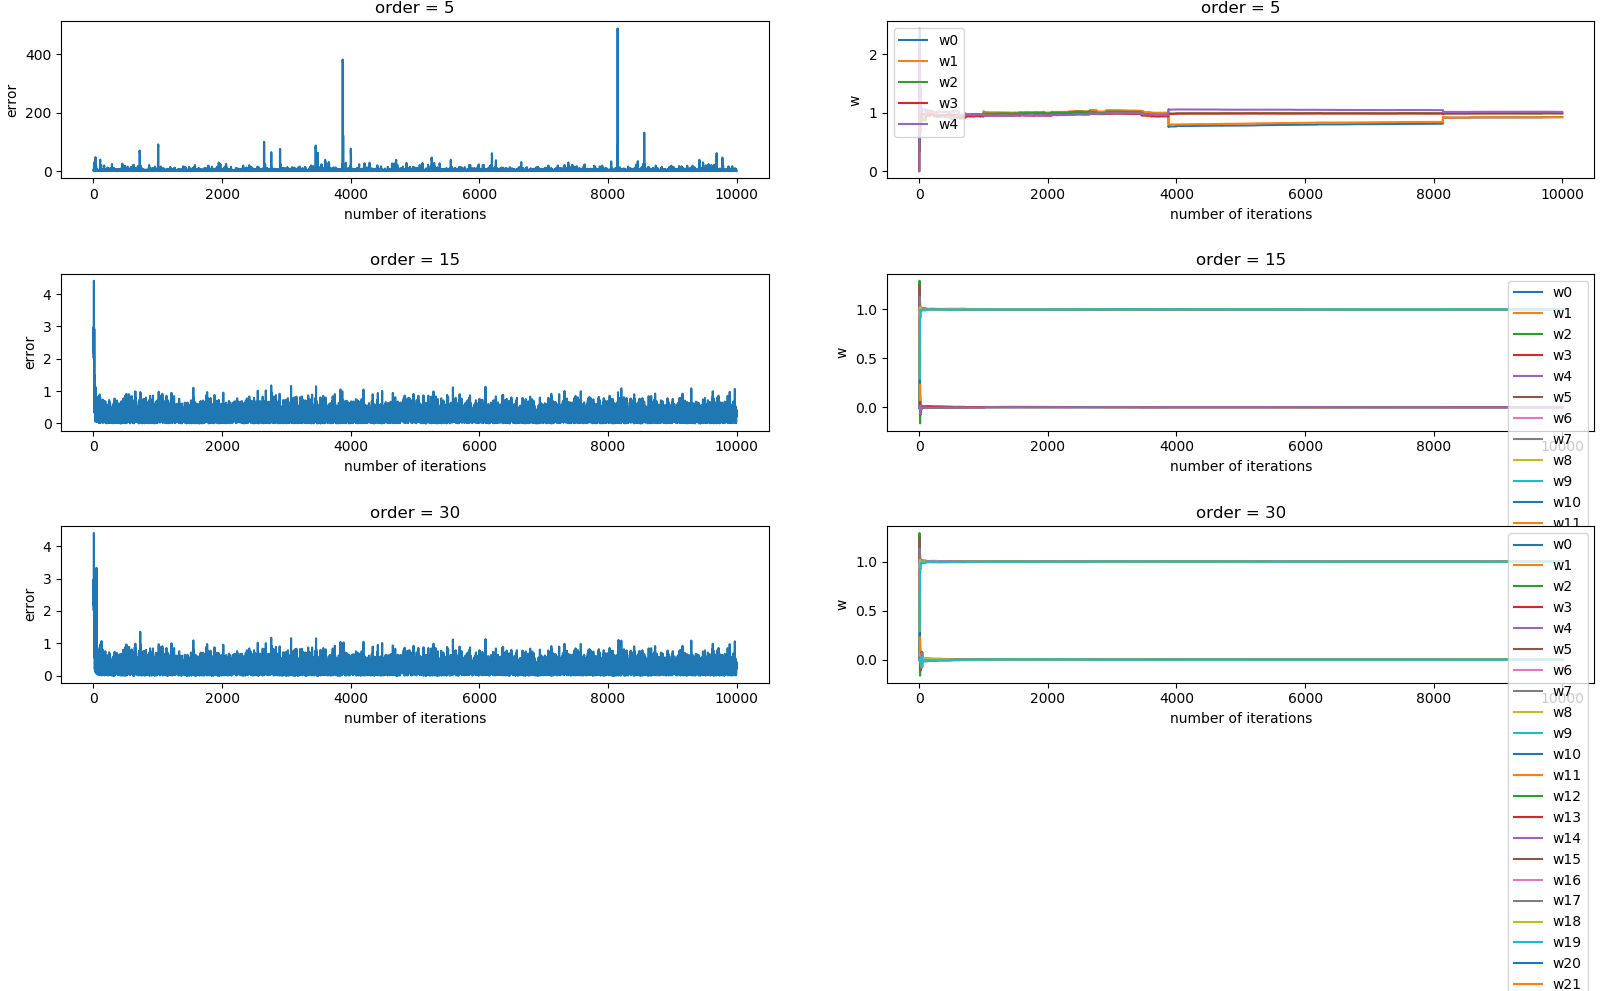 order = 5
error
400
200
0
0 2000 4000 6000 8000 10000
number of iterations
order = 5
w
2
1
0
w0
w1
w2
w3
w4
0 2000 4000 6000 8000 10000
number of iterations
order = 15
error
4
3
2
1
0
0 2000 4000 6000 8000 10000
number of iterations
order = 15
w
1.0
0.5
0.0
0 2000 4000 6000 8000 10000
number of iterations
w0
w1
w2
w3
w4
w5
w6
w7
w8
w9
w10
w11
order = 30
error
4
3
2
1
0
0 2000 4000 6000 8000 10000
number of iterations
order = 30
w
1.0
0.5
0.0
0 2000 4000 6000 8000 10000
number of iterations
w0
w1
w2
w3
w4
w5
w6
w7
w8
w9
w10
w11
w12
w13
w14
w15
w16
w17
w18
w19
w20
w21